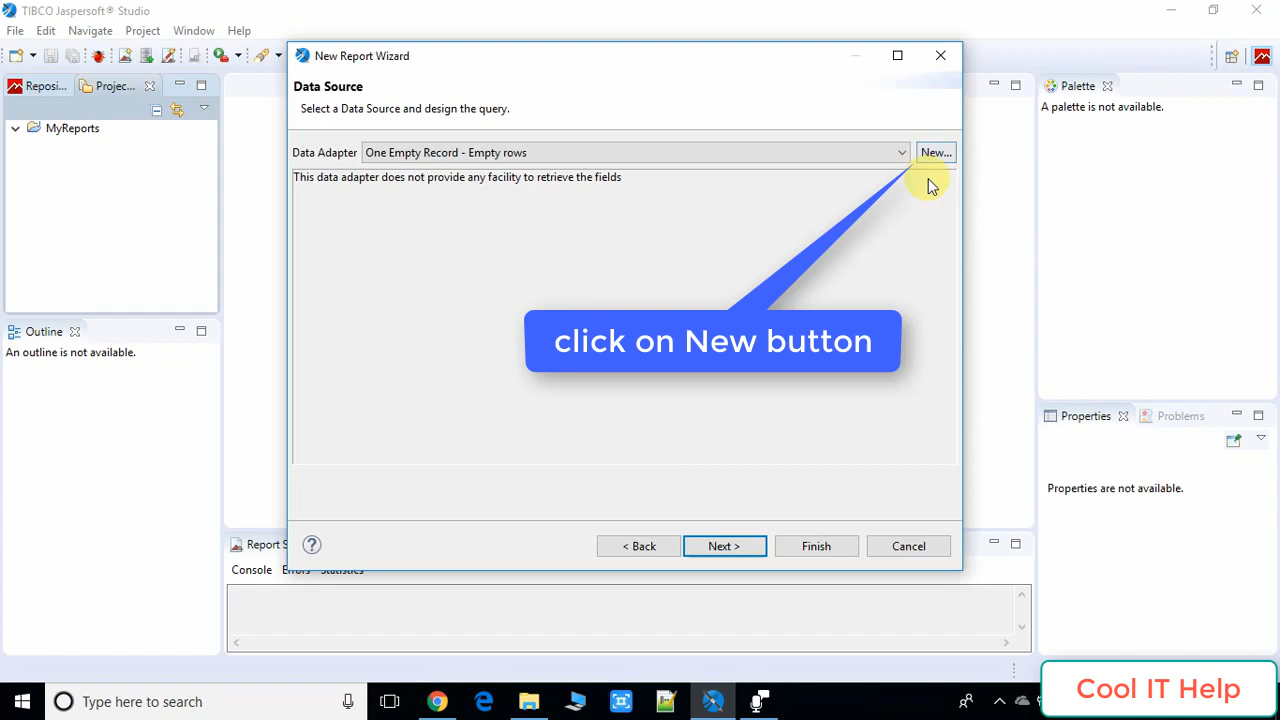 TIBCO Jaspersoft® Studio
File Edit Navigate Project Window Help
Reposi... Projec...
MyReports
Outline
An outline is not available.
New Report Wizard
Data Source
Select a Data Source and design the query.
Data Adapter One Empty Record - Empty rows New...
This data adapter does not provide any facility to retrieve the fields
click on New button
< Back Next > Finish Cancel
Palette
A palette is not available.
Properties Problems
Properties are not available.
Report S
Console Errors Statistics
Type here to search
Cool IT Help